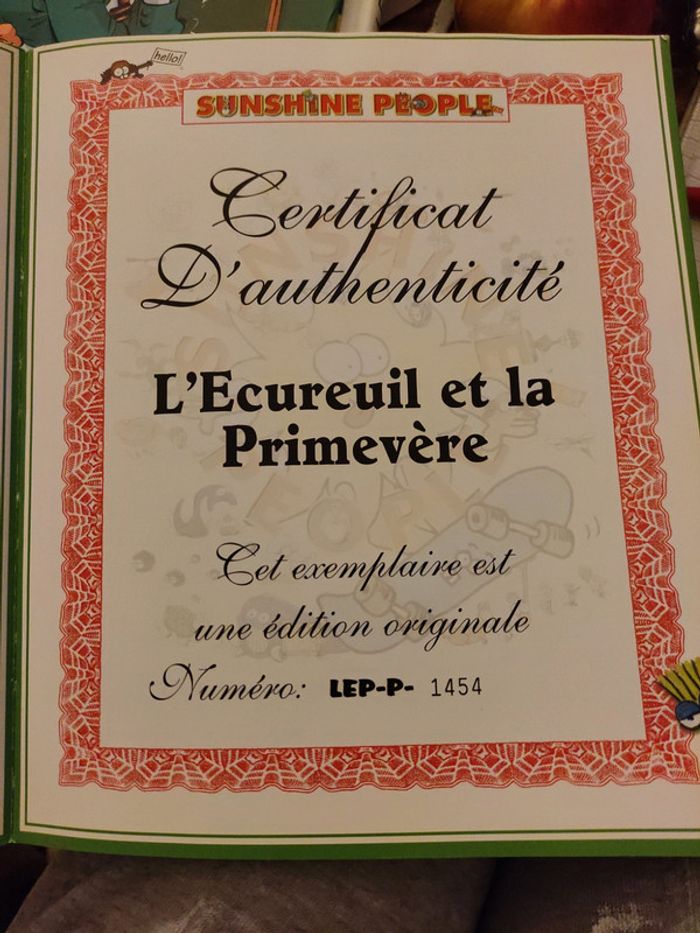 hello!
SUNSHINE PEOPLE
Certificat
D'authenticité
L'Ecureuil et la
Primevère
Cet exemplaire est
une édition originale
Numéro: LEP-P- 1454